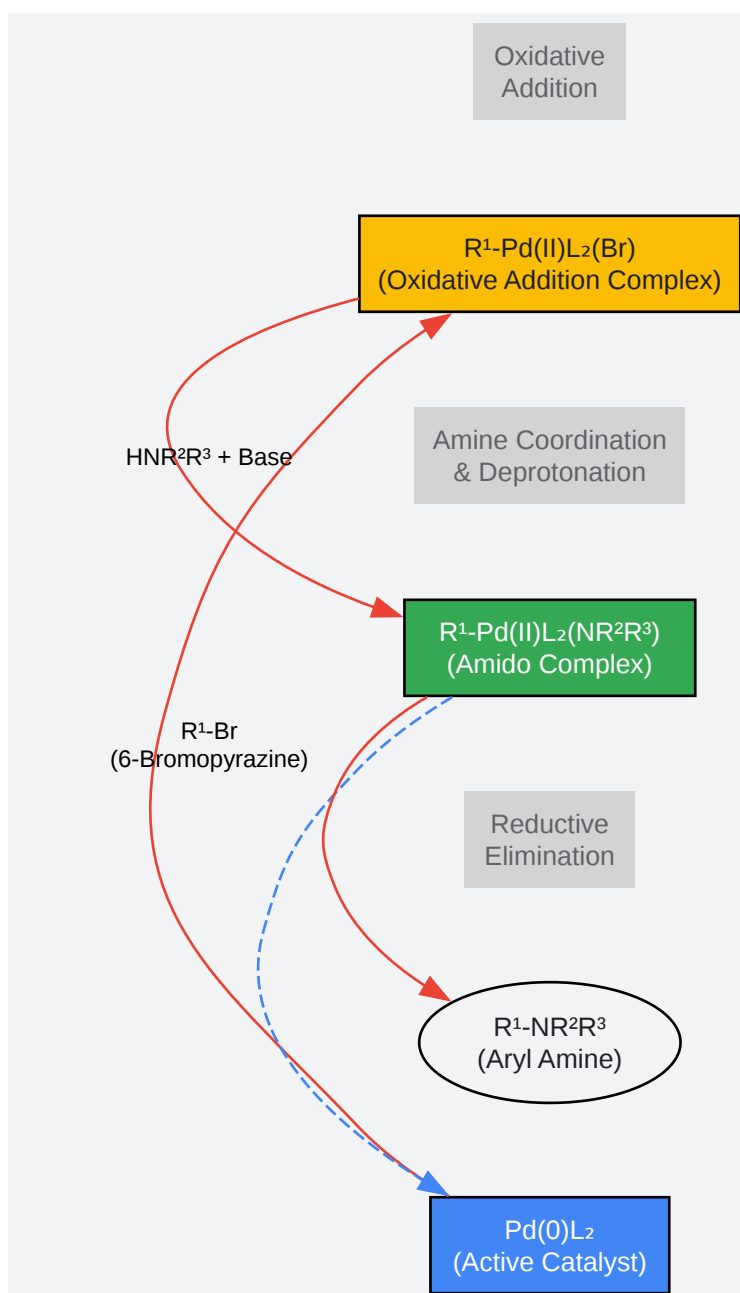 Oxidative
Addition
R¹-Pd(II)L₂(Br)
(Oxidative Addition Complex)
Amine Coordination
& Deprotonation
HNR²R³ + Base
R¹-Pd(II)L₂(NR²R³)
(Amido Complex)
R¹-Br
(6-Bromopyrazine)
Reductive
Elimination
R¹-NR²R³
(Aryl Amine)
Pd(0)L₂
(Active Catalyst)